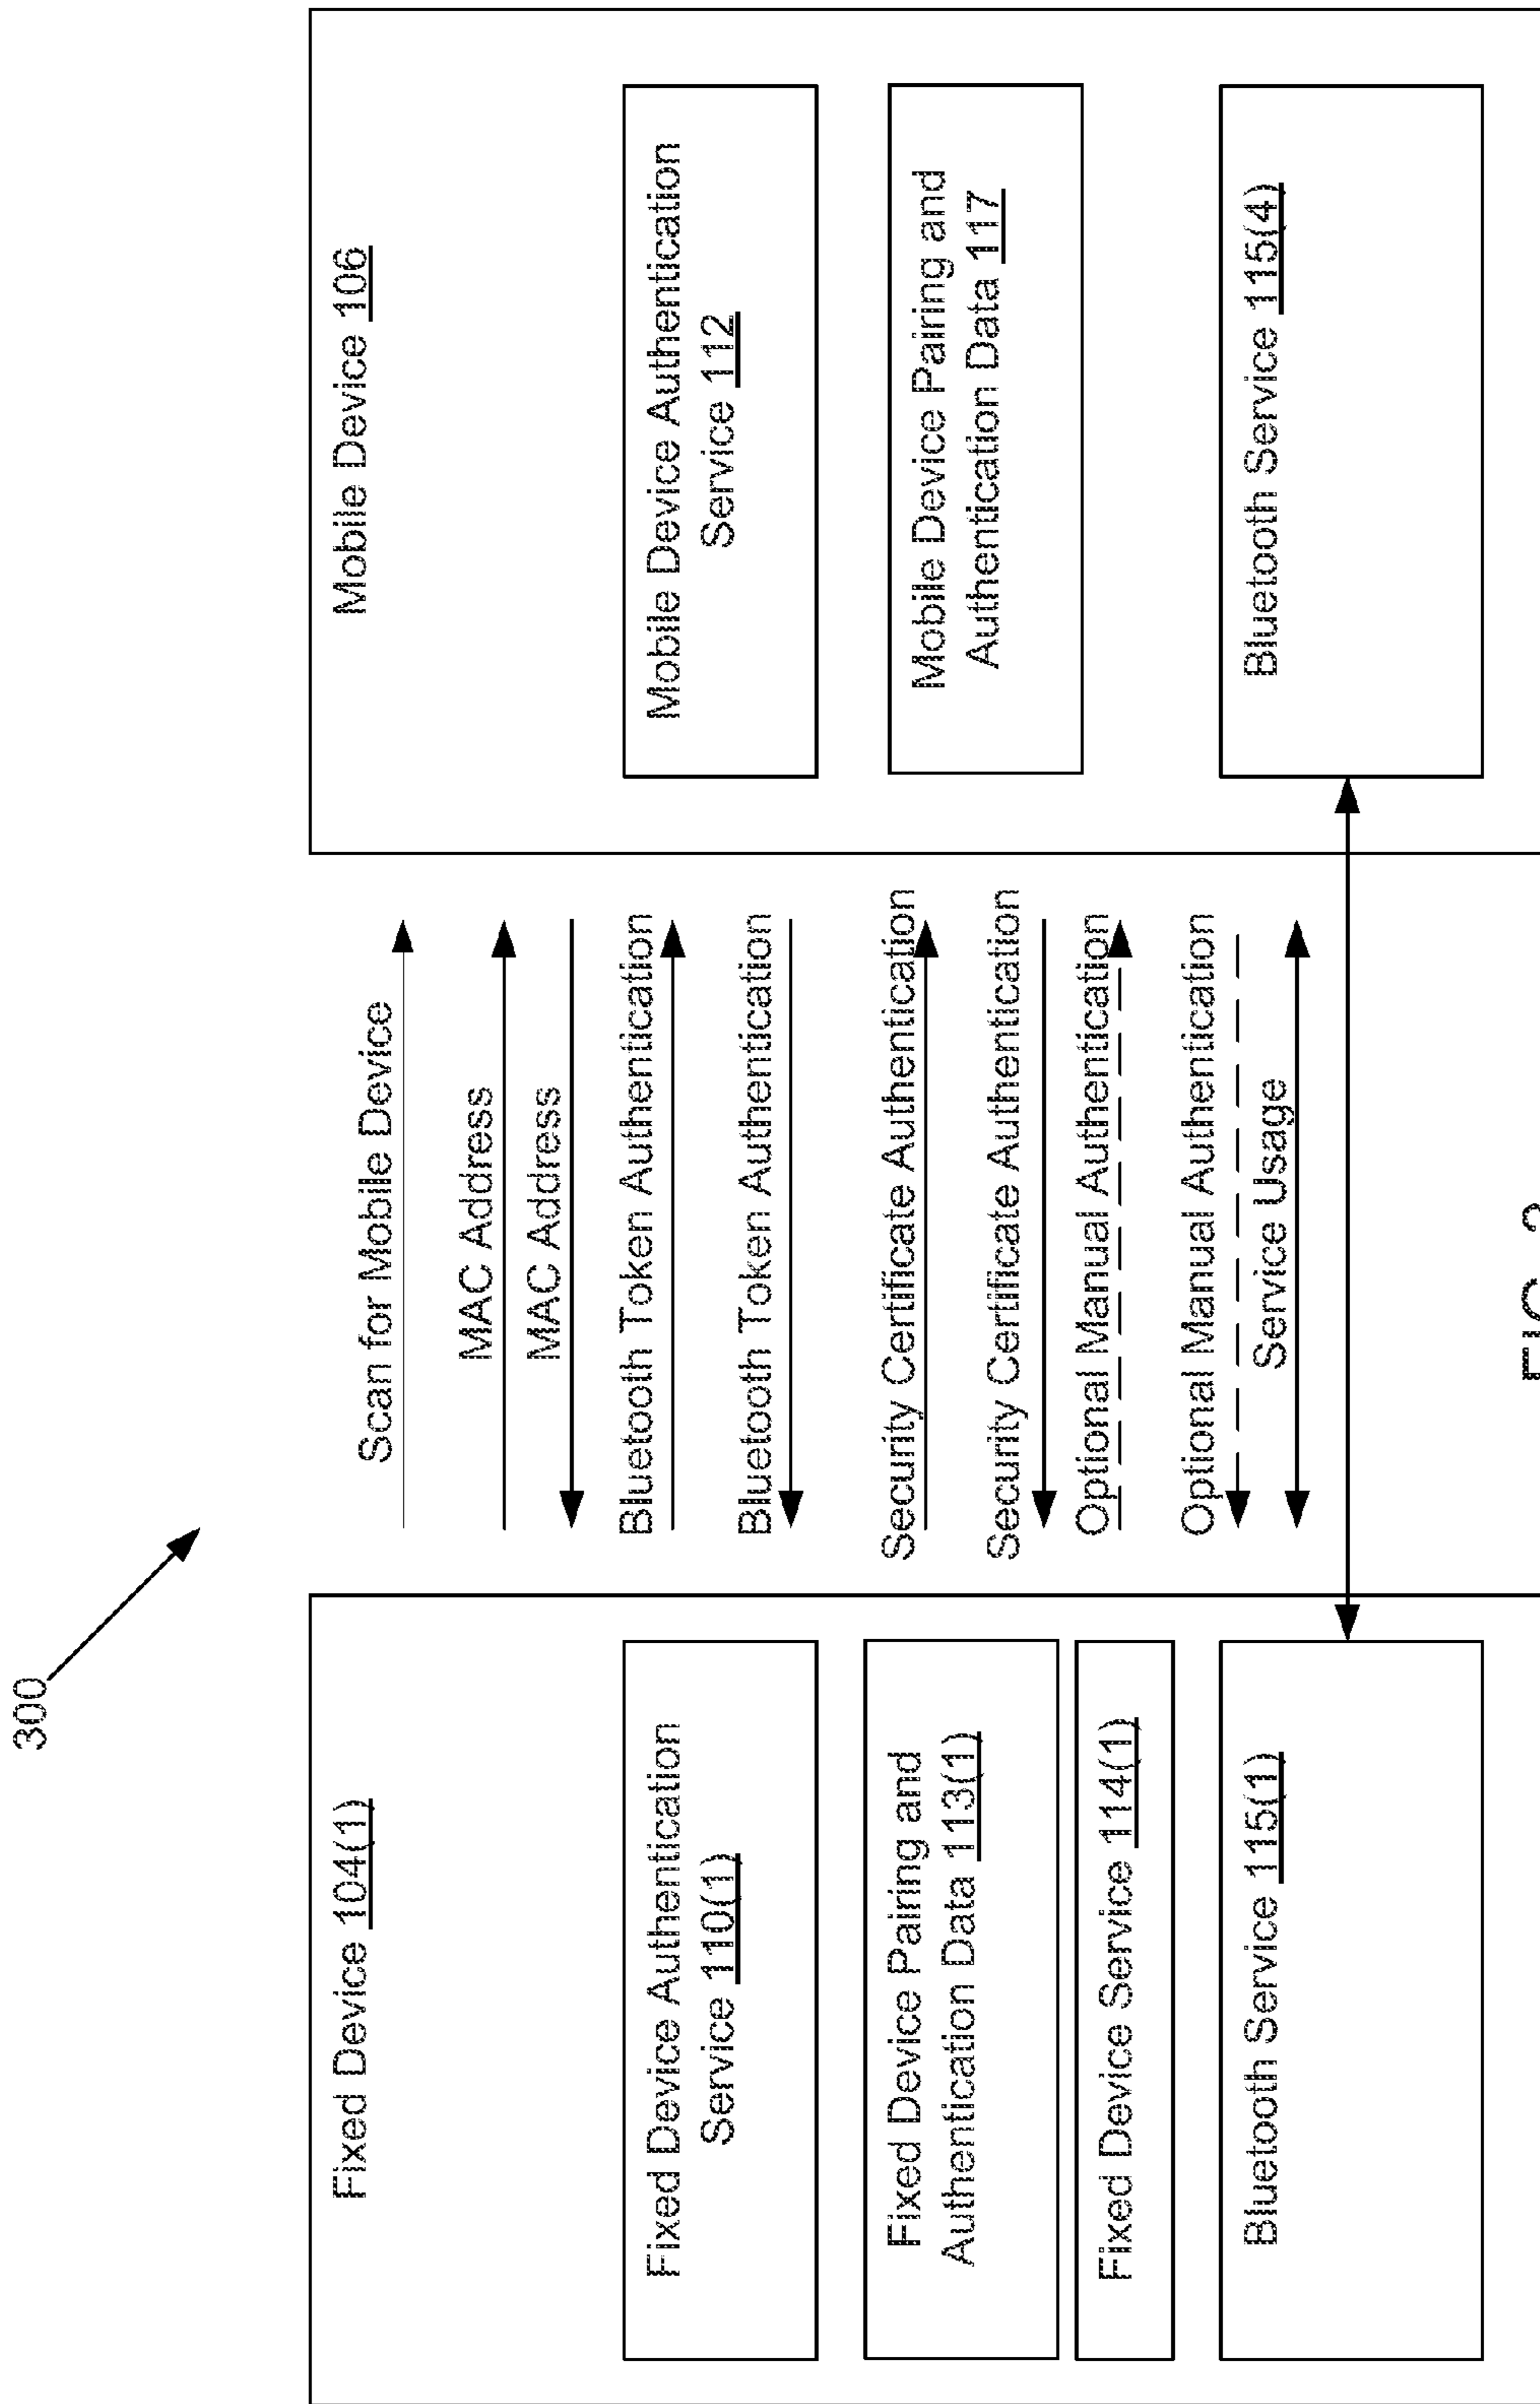 300
Fixed Device 104(1)
Fixed Device Authentication
Service 110(1)
Fixed Device Pairing and
Authentication Data 113(1)
Fixed Device Service 114(1)
Bluetooth Service 115(1)
Scan for Mobile Device
MAC Address
MAC Address
Bluetooth Token Authentication
Bluetooth Token Authentication
Security Certificate Authentication
Security Certificate Authentication
Optional Manual Authentication
Optional Manual Authentication
Service Usage
Mobile Device 106
Mobile Device Authentication
Service 112
Mobile Device Pairing and
Authentication Data 117
Bluetooth Service 115(4)